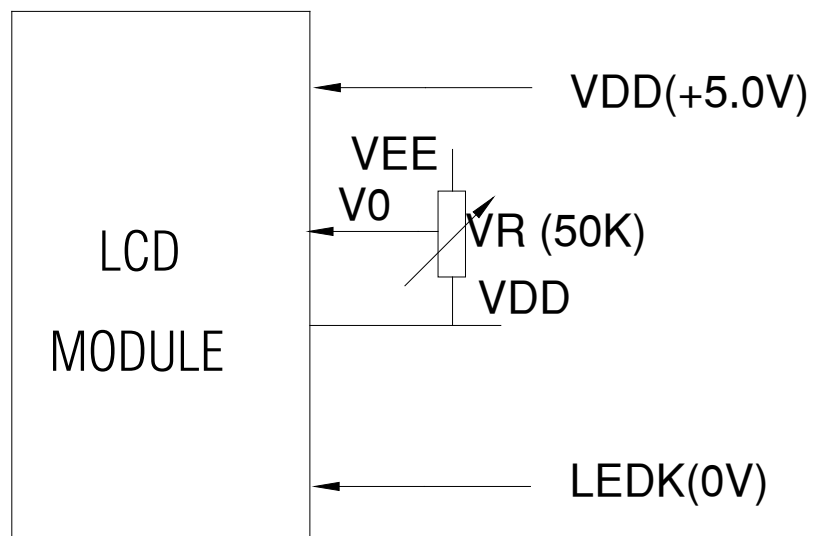 VDD(+5.0V)
VEE
V0
VR (50K)
LCD
MODULE
VDD
LEDK(0V)